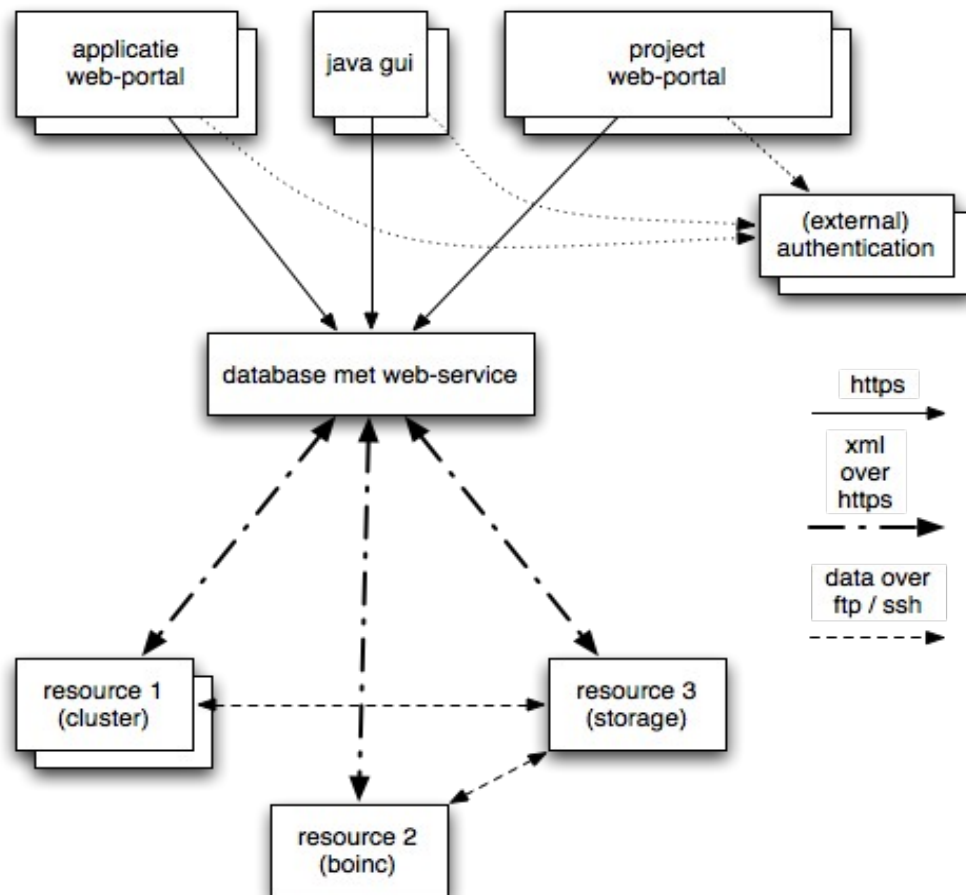 applicatie
web-portal
java gui
project
web-portal
(external)
authentication
database met web-service
https
xml
over
https
data over
ftp / ssh
resource 1
(cluster)
resource 3
(storage)
resource 2
(boinc)